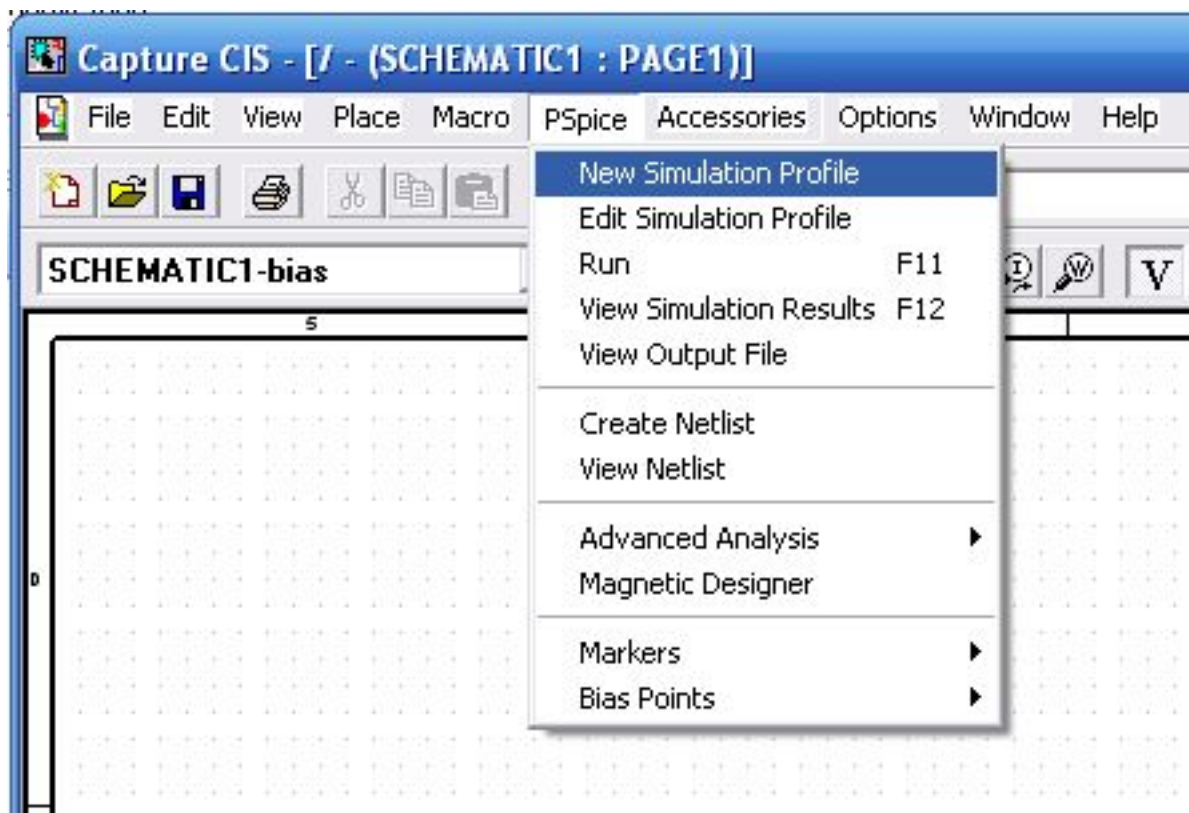 Capture CIS - [/ - (SCHEMATIC1 : PAGE1)]
File Edit View Place Macro PSpice Accessories Options Window Help
New Simulation Profile
Edit Simulation Profile
SCHEMATIC1-bias
Run F11
I W V
View Simulation Results F12
5
View Output File
Create Netlist
View Netlist
Advanced Analysis
D
Magnetic Designer
Markers
Bias Points